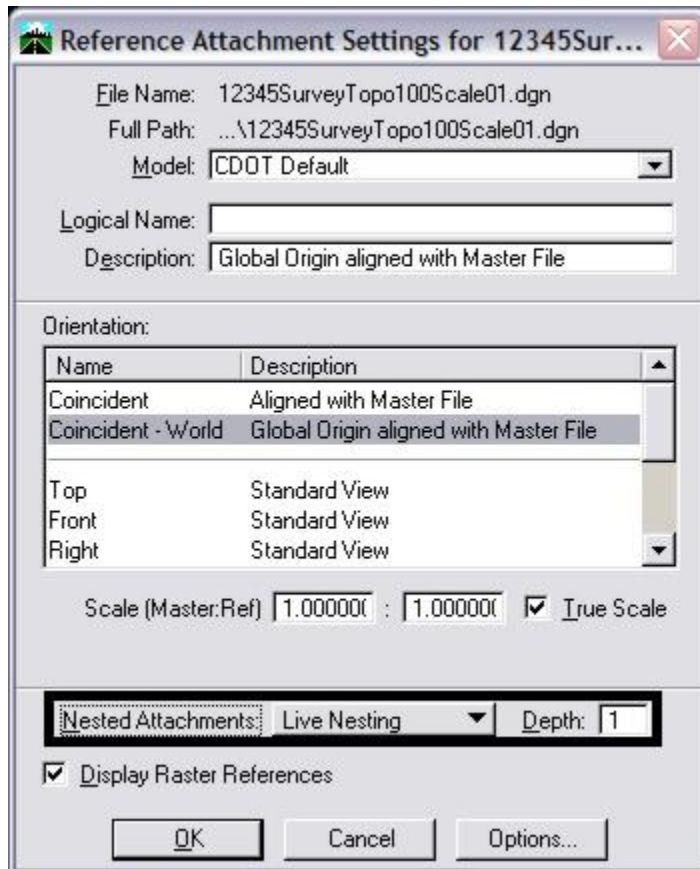 Reference Attachment Settings for 12345Sur...
File Name: 12345SurveyTopo100Scale01.dgn
Full Path: ...\12345SurveyTopo100Scale01.dgn
Model: CDOT Default
Logical Name:
Description: Global Origin aligned with Master File
Orientation:
Name Description
Coincident Aligned with Master File
Coincident - World Global Origin aligned with Master File
Top Standard View
Front Standard View
Right Standard View
Scale (Master:Ref) 1.000000 : 1.000000 True Scale
Nested Attachments: Live Nesting Depth: 1
Display Raster References
OK Cancel Options...